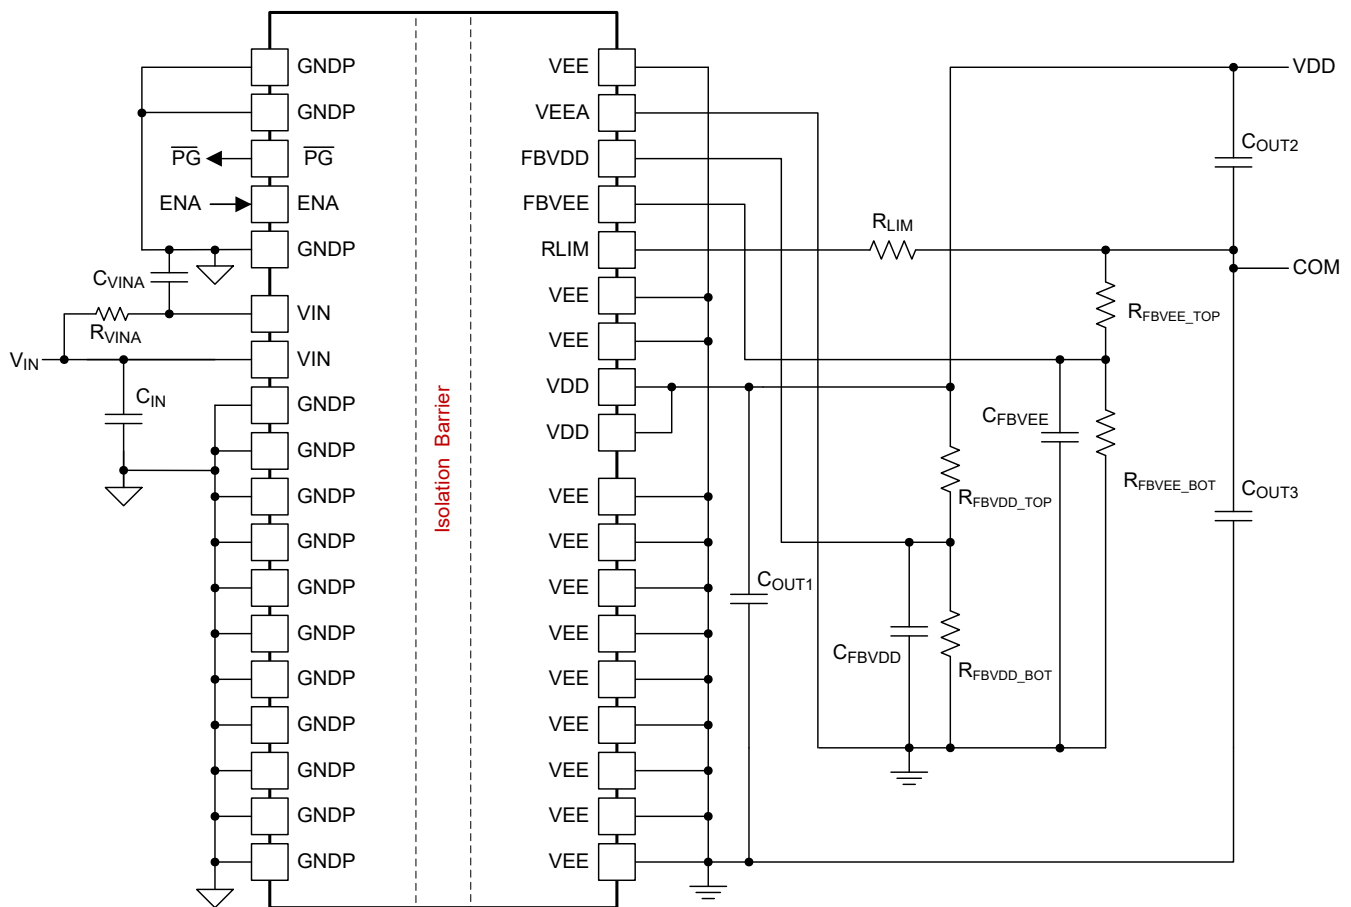 GNDP
GNDP
PG
PG
ENA
ENA
GNDP
CVINA
VIN
RVINA
VIN
VIN
CIN
GNDP
GNDP
GNDP
GNDP
GNDP
GNDP
GNDP
GNDP
GNDP
GNDP
GNDP
Isolation Barrier
VEE
VEEA
FBVDD
FBVEE
RLIM
VEE
VEE
VDD
VDD
VEE
VEE
VEE
VEE
VEE
VEE
VEE
VEE
VEE
RLIM
VDD
COUT2
COM
RFBVEE_TOP
CFBVEE
RFBVEE_BOT
COUT3
RFBVDD_TOP
COUT1
CFBVDD
RFBVDD_BOT